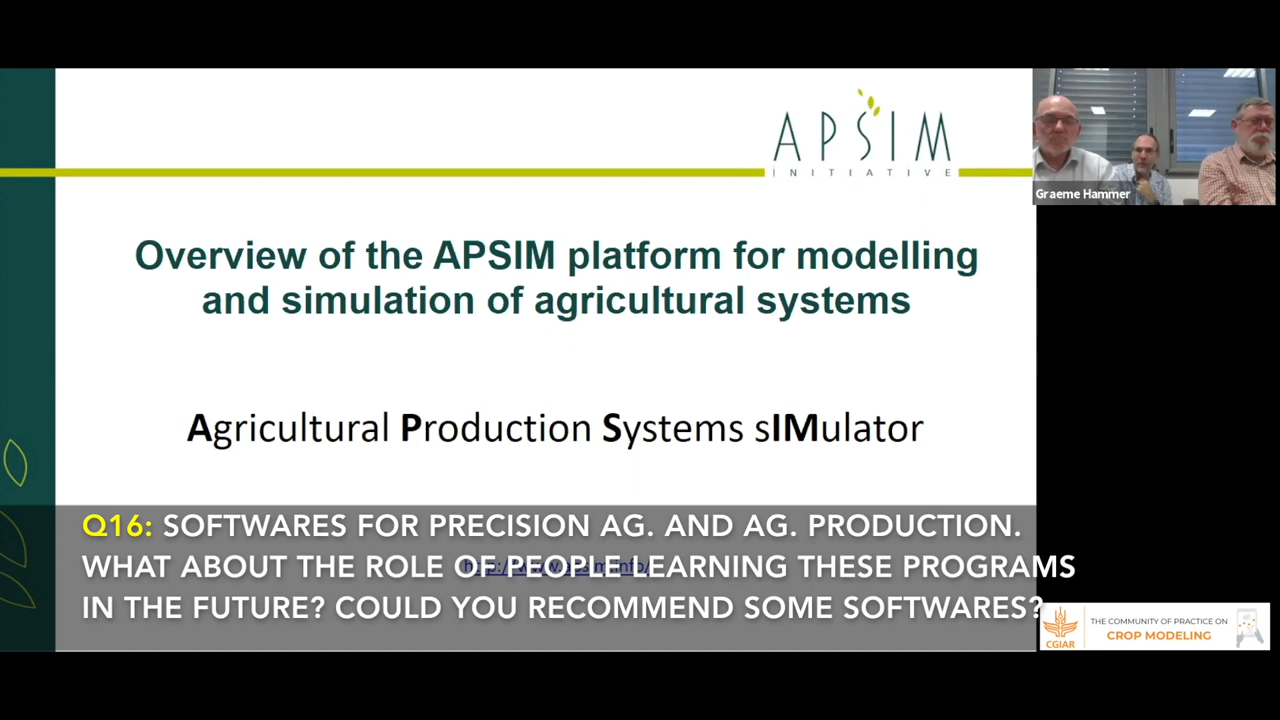 APSIM
INITIATIVE
Graeme Hammer
Overview of the APSIM platform for modelling
and simulation of agricultural systems
Agricultural Production Systems sIMulator
Q16: SOFTWARES FOR PRECISION AG. AND AG. PRODUCTION.
WHAT ABOUT THE ROLE OF PEOPLE LEARNING THESE PROGRAMS
IN THE FUTURE? COULD YOU RECOMMEND SOME SOFTWARES?
CGIAR
THE COMMUNITY OF PRACTICE ON
CROP MODELING